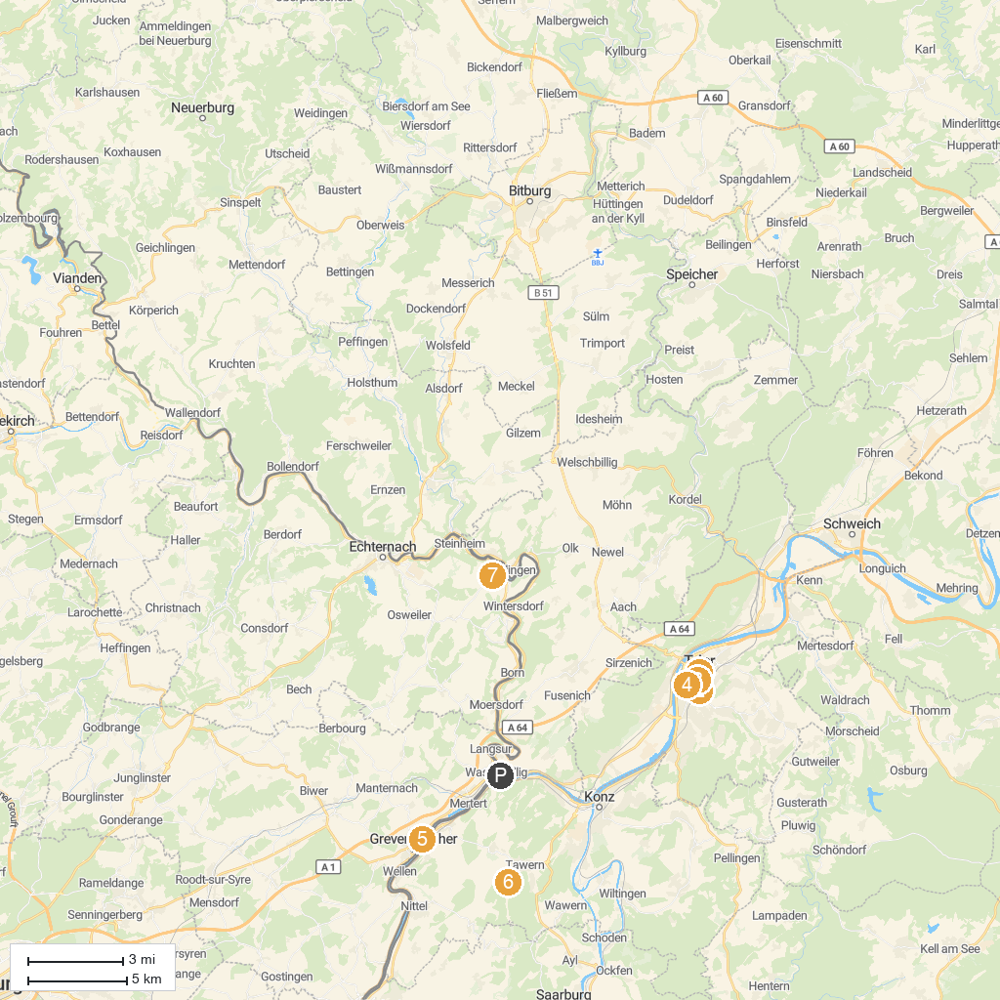 Jucken
Ammeldingen
bei Neuerburg
Malbergweich
Kyllburg
Eisenschmitt
Karl
Oberkail
Bickendorf
Karlshausen
Fließem
A 60
Gransdorf
Neuerburg
Biersdorf am See
Weidingen
Wiersdorf
Badem
Minderlittge
Hupperath
A 60
Koxhausen
Rodershausen
Utscheid
Rittersdorf
Wißmannsdorf
Landscheid
Spangdahlem
Niederkail
Metterich
Baustert
Bitburg
Dudeldorf
Hüttingen
an der Kyll
Sinspelt
Bergweiler
Oberweis
Binsfeld
Bruch
Beilingen
Arenrath
Geichlingen
Mettendorf
Bettingen
BBJ
Herforst
Niersbach
Dreis
Speicher
Vianden
Messerich
B 51
Körperich
Dockendorf
Sülm
Salmtal
Bettel
Fouhren
Peffingen
Wolsfeld
Trimport
Preist
Sehlem
Kruchten
Holsthum
Alsdorf
Meckel
Hosten
Zemmer
Wallendorf
Bettendorf
Reisdorf
Idesheim
Hetzerath
Gilzem
Ferschweiler
Föhren
Bollendorf
Welschbillig
Bekond
Ernzen
Kordel
Beaufort
Möhn
Stegen
Ermsdorf
Schweich
Haller
Berdorf
Echternach
Steinheim
Olk
Newel
Medernach
7
Longuich
Kenn
Mehring
Larochette
Christnach
Osweiler
Wintersdorf
Aach
Consdorf
A 64
Heffingen
Fell
Mertesdorf
Sirzenich
Born
4
Bech
Fusenich
Moersdorf
Waldrach
Thomm
Godbrange
Berbourg
A 64
Morscheid
Langsur
Gutweiler
Osburg
Junglinster
P
Manternach
Biwer
Bourglinster
Mertert
Konz
Gusterath
Gonderange
Pluwig
5
Schöndorf
A 1
Wellen
Tawern
Pellingen
6
Rameldange
Roodt-sur-Syre
Mensdorf
Nittel
Wiltingen
Wawern
Senningerberg
Lampaden
Schoden
Kell am See
3 mi
Ayl
Ockfen
5 km
Gostingen
Hentern
Saarburg